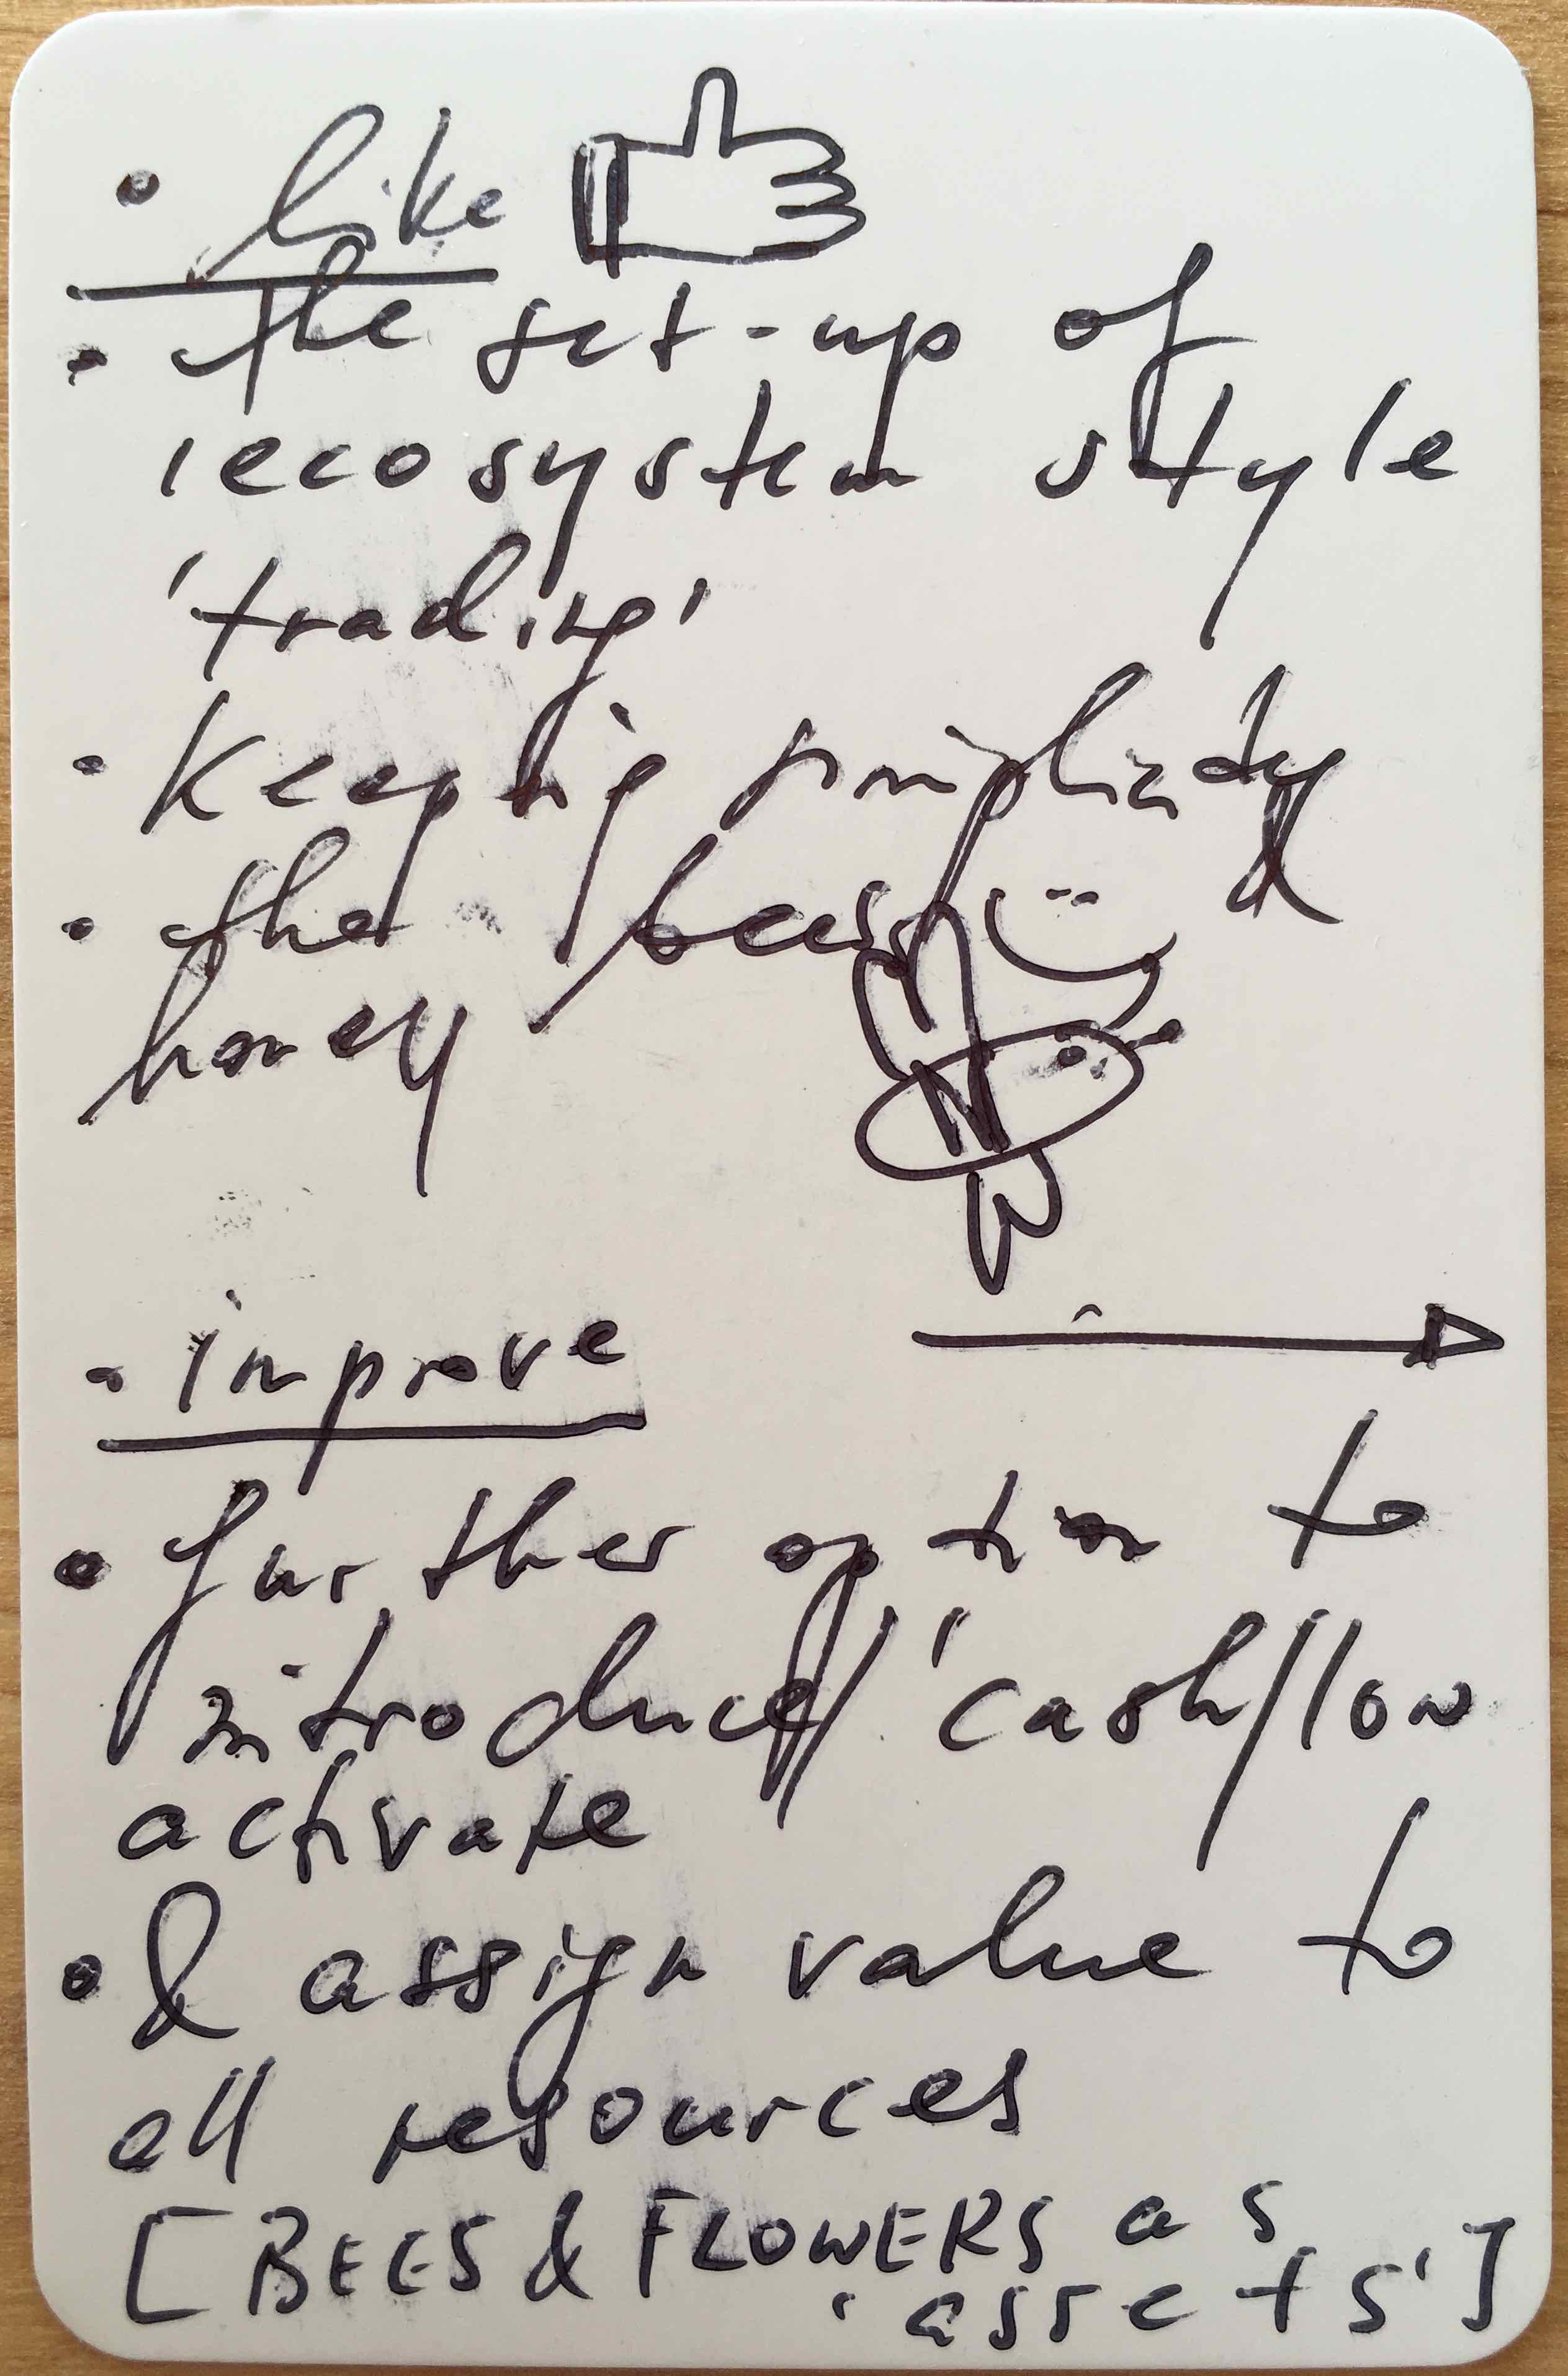 • like
• the set-up of
'ecosystem style
'trading'
• keeping simplicity
&
• the bees
honey
• improve
• further option to
introduce/ 'cashflow
activate
• & assign value to
all resources
[BEES & FLOWERS as
'assets']